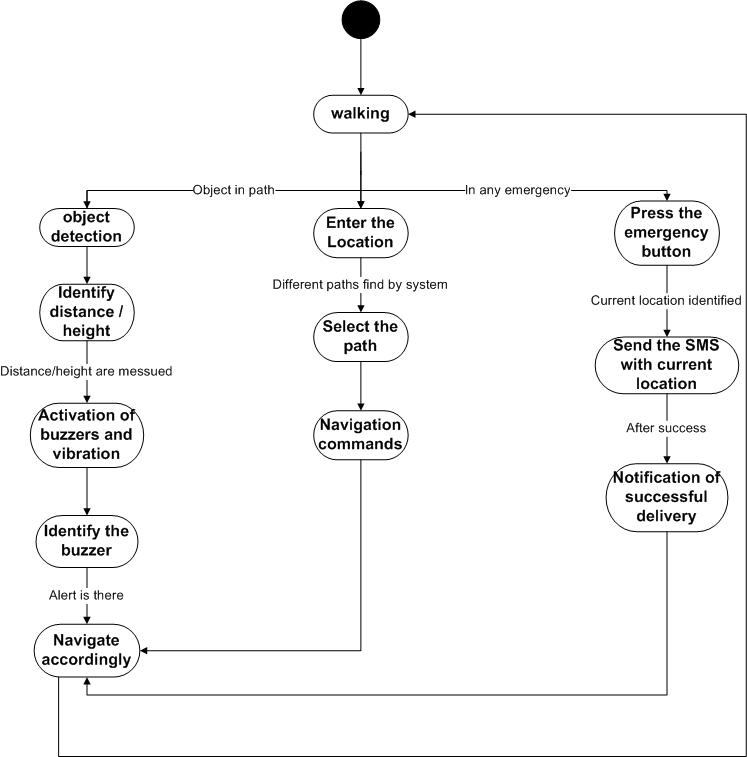 walking
Object in path
In any emergency
object
detection
Enter the
Location
Press the
emergency
button
Identify
distance /
height
Different paths find by system
Current location identified
Select the
path
Send the SMS
with current
location
Distance/height are messued
Activation of
buzzers and
vibration
Navigation
commands
After success
Notification of
successful
delivery
Identify the
buzzer
Alert is there
Navigate
accordingly